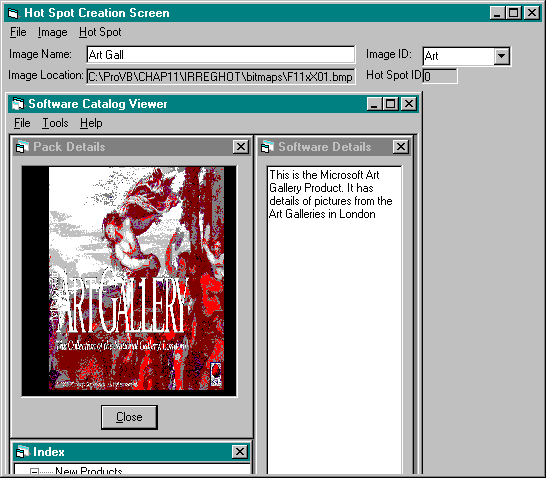 Hot Spot Creation Screen
File Image Hot Spot
Image Name: Art Gall Image ID: Art
Image Location: C:\ProVB\CHAP11\IRREGHOT\bitmaps\F11xX01.bmp Hot Spot ID 0
Software Catalog Viewer
File Tools Help
Pack Details
Software Details
ART GALLERY
The Collection of the National Gallery, London
This is the Microsoft Art
Gallery Product. It has
details of pictures from the
Art Galleries in London
Close
Index
New Products